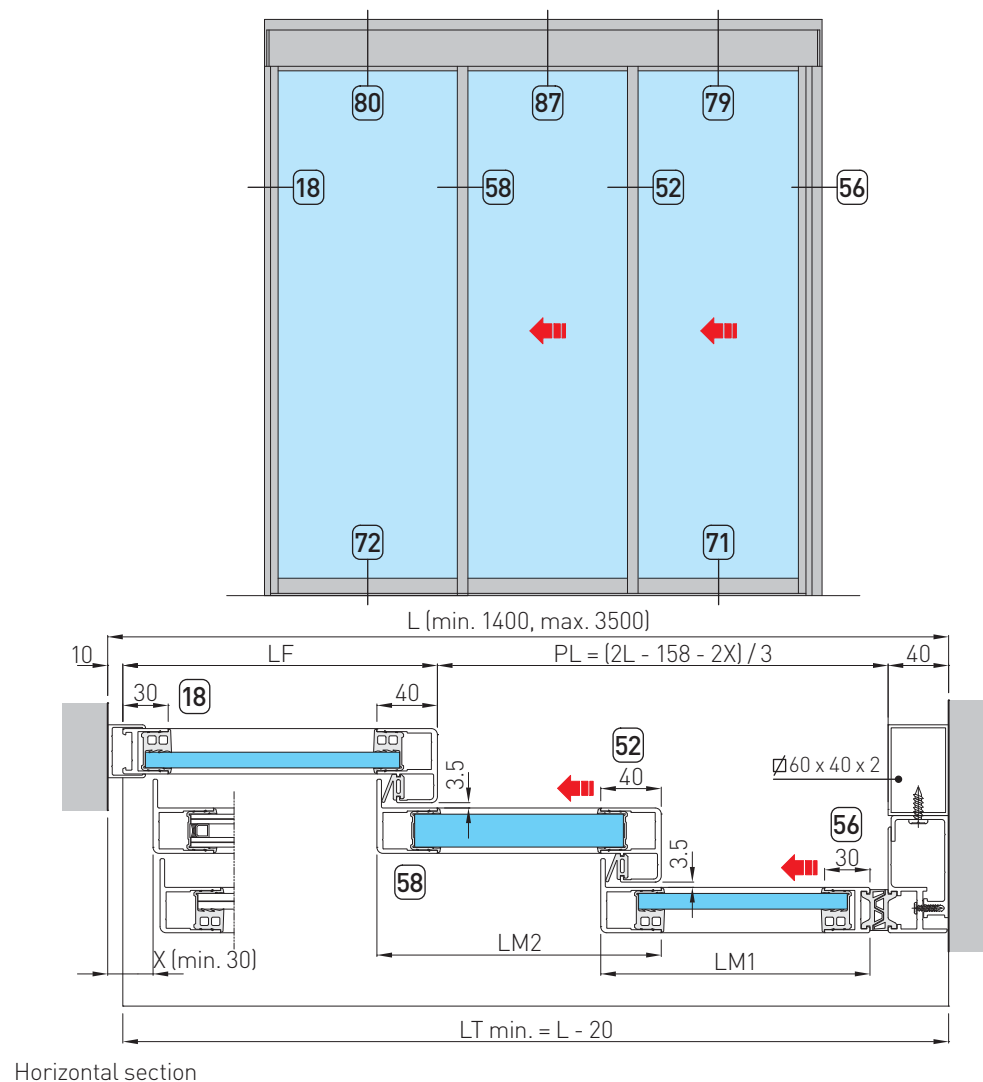 80
87
79
18
58
52
56
72
71
L (min. 1400, max. 3500)
10
LF
PL = (2L - 158 - 2X) / 3
40
30
18
40
52
3.5
40
60 x 40 x 2
56
3.5
30
58
X (min. 30)
LM2
LM1
LT min. = L - 20
Horizontal section